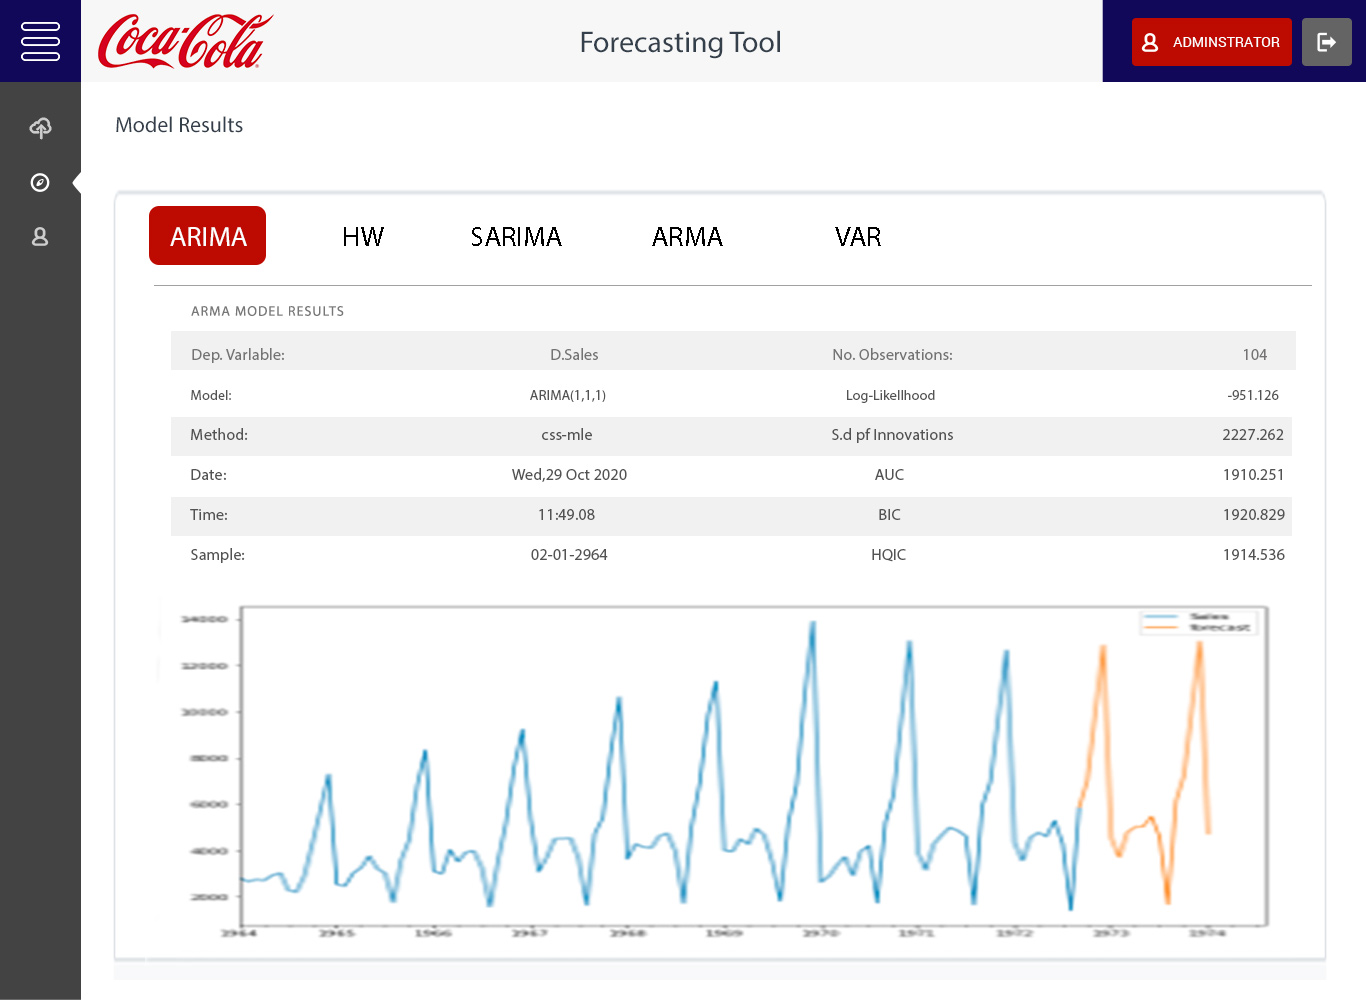 Coca-Cola
Forecasting Tool
ADMINSTRATOR
Model Results
ARIMA HW SARIMA ARMA VAR
ARMA MODEL RESULTS
Dep. Varlable: D.Sales No. Observations: 104
Model: ARIMA(1,1,1) Log-Likellhood -951.126
Method: css-mle S.d pf Innovations 2227.262
Date: Wed,29 Oct 2020 AUC 1910.251
Time: 11:49.08 BIC 1920.829
Sample: 02-01-2964 HQIC 1914.536
Sales
forecast
14000
12000
10000
8000
6000
4000
2000
1964 1965 1966 1967 1968 1969 1970 1971 1972 1973 1974